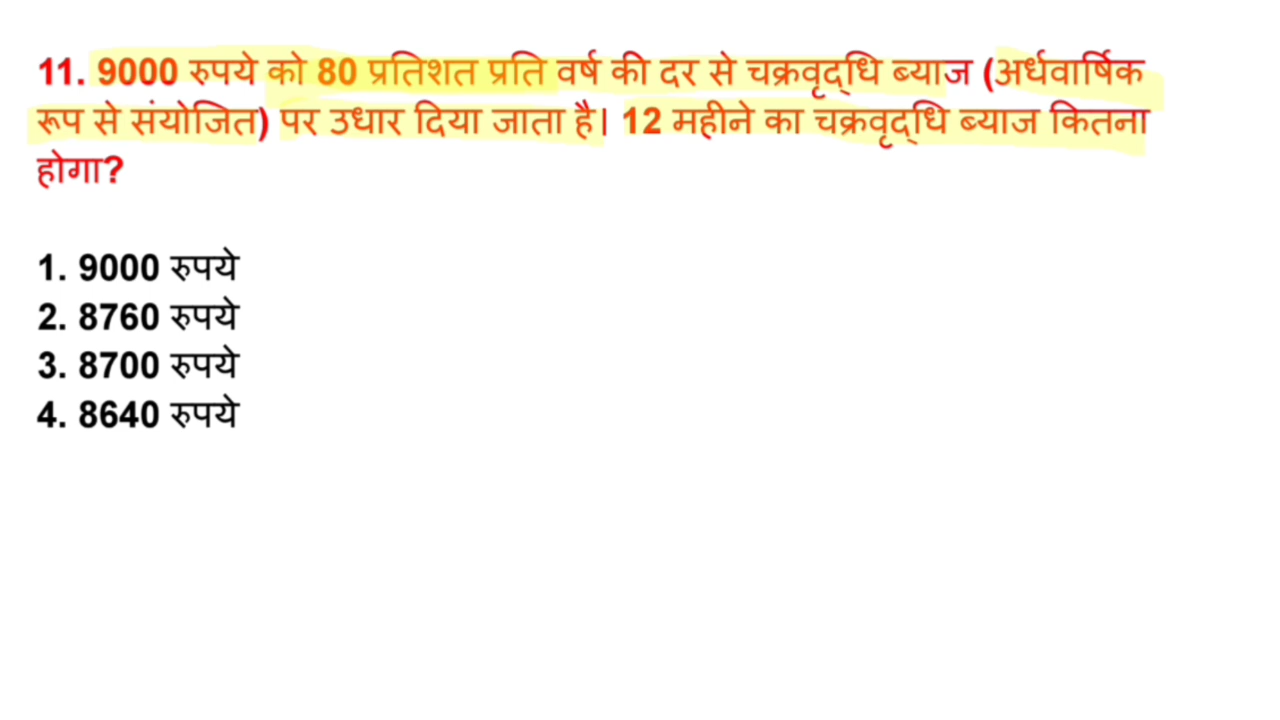 11. 9000 रुपये को 80 प्रतिशत प्रति वर्ष की दर से चक्रवृद्धि ब्याज (अर्धवार्षिक
रूप से संयोजित) पर उधार दिया जाता है। 12 महीने का चक्रवृद्धि ब्याज कितना
होगा?
1. 9000 रुपये
2. 8760 रुपये
3. 8700 रुपये
4. 8640 रुपये